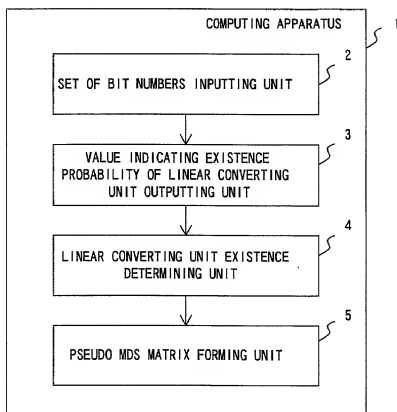 COMPUTING APPARATUS
1
2
SET OF BIT NUMBERS INPUTTING UNIT
3
VALUE INDICATING EXISTENCE
PROBABILITY OF LINEAR CONVERTING
UNIT OUTPUTTING UNIT
4
LINEAR CONVERTING UNIT EXISTENCE
DETERMINING UNIT
5
PSEUDO MDS MATRIX FORMING UNIT